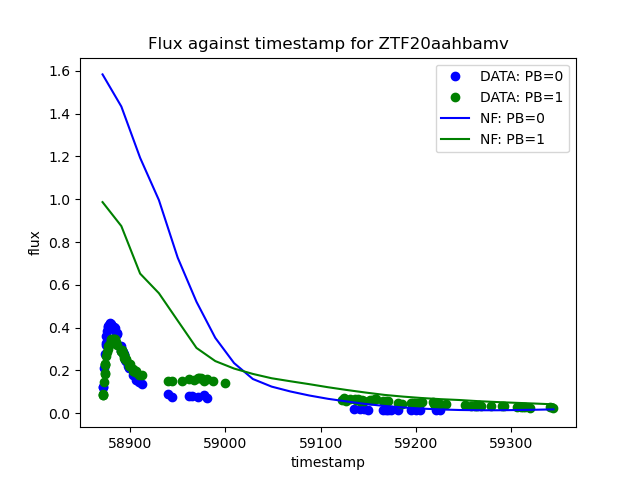 Flux against timestamp for ZTF20aahbamv
DATA: PB=0
DATA: PB=1
NF: PB=0
NF: PB=1
flux
1.6
1.4
1.2
1.0
0.8
0.6
0.4
0.2
0.0
58900 59000 59100 59200 59300
timestamp